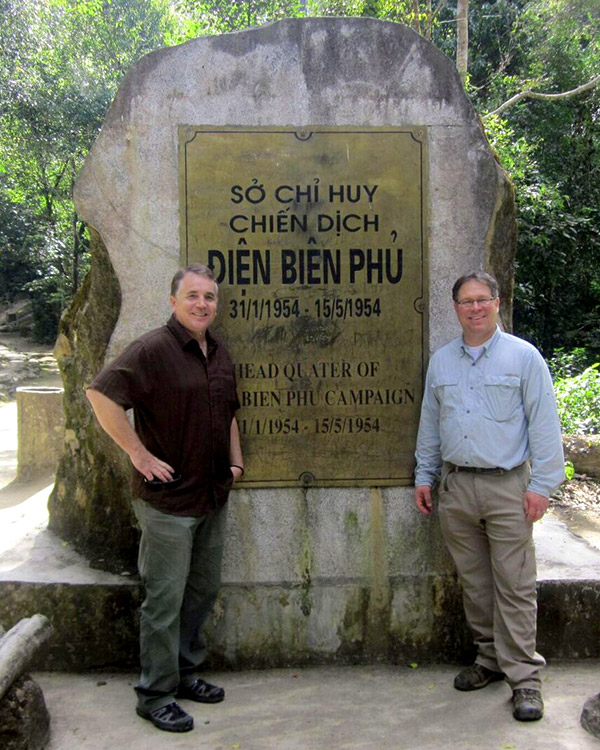 SỞ CHỈ HUY
CHIẾN DỊCH
ĐIỆN BIÊN PHỦ
31/1/1954 - 15/5/1954
HEAD QUATER OF
BIEN PHU CAMPAIGN
1/1954 - 15/5/1954